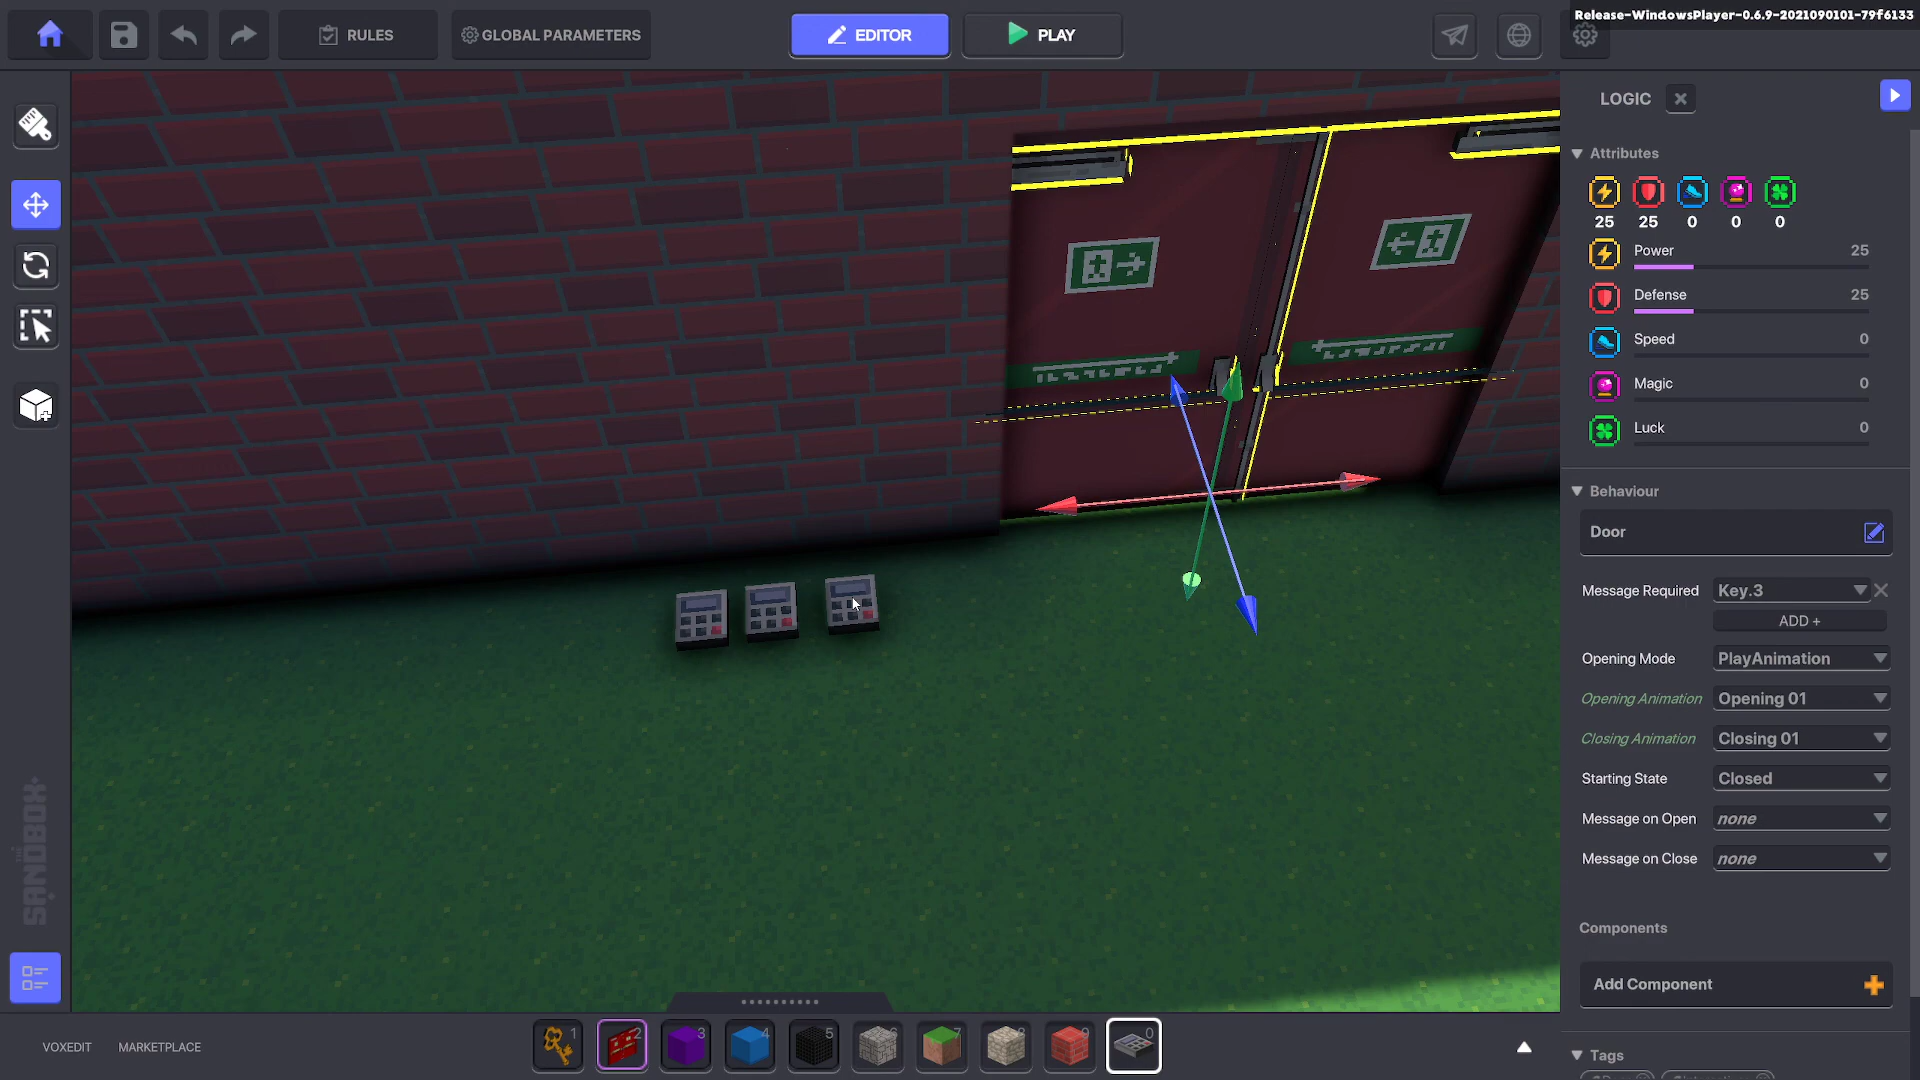 Release-WindowsPlayer-0.6.9-2021090101-79f6133
RULES
GLOBAL PARAMETERS
EDITOR
PLAY
LOGIC
Attributes
25 25 0 0 0
Power 25
Defense 25
Speed 0
Magic 0
Luck 0
Behaviour
Door
Message Required Key.3
ADD +
Opening Mode PlayAnimation
Opening Animation Opening 01
Closing Animation Closing 01
Starting State Closed
Message on Open none
Message on Close none
Components
Add Component
Tags
THE SANDBOX
VOXEDIT
MARKETPLACE
1 2 3 4 5 6 7 8 9 0